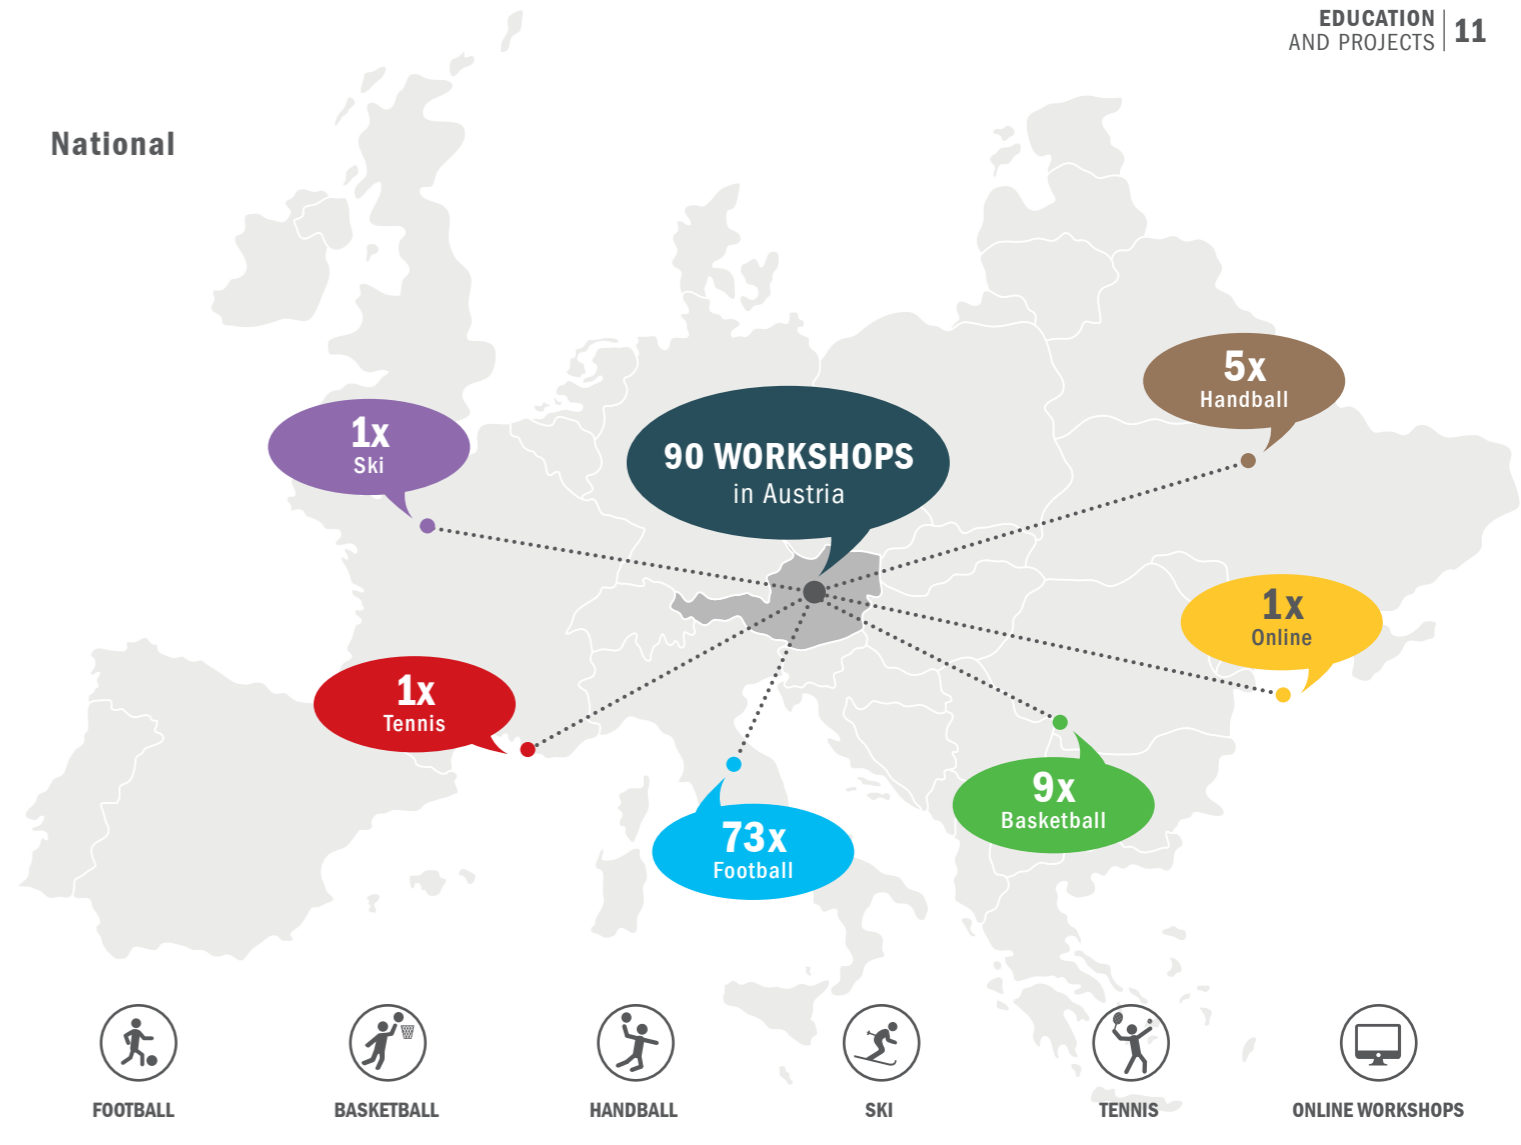 EDUCATION
AND PROJECTS
11
National
5x
Handball
1x
Ski
90 WORKSHOPS
in Austria
1x
Online
1x
Tennis
9x
Basketball
73x
Football
FOOTBALL
BASKETBALL
HANDBALL
SKI
TENNIS
ONLINE WORKSHOPS